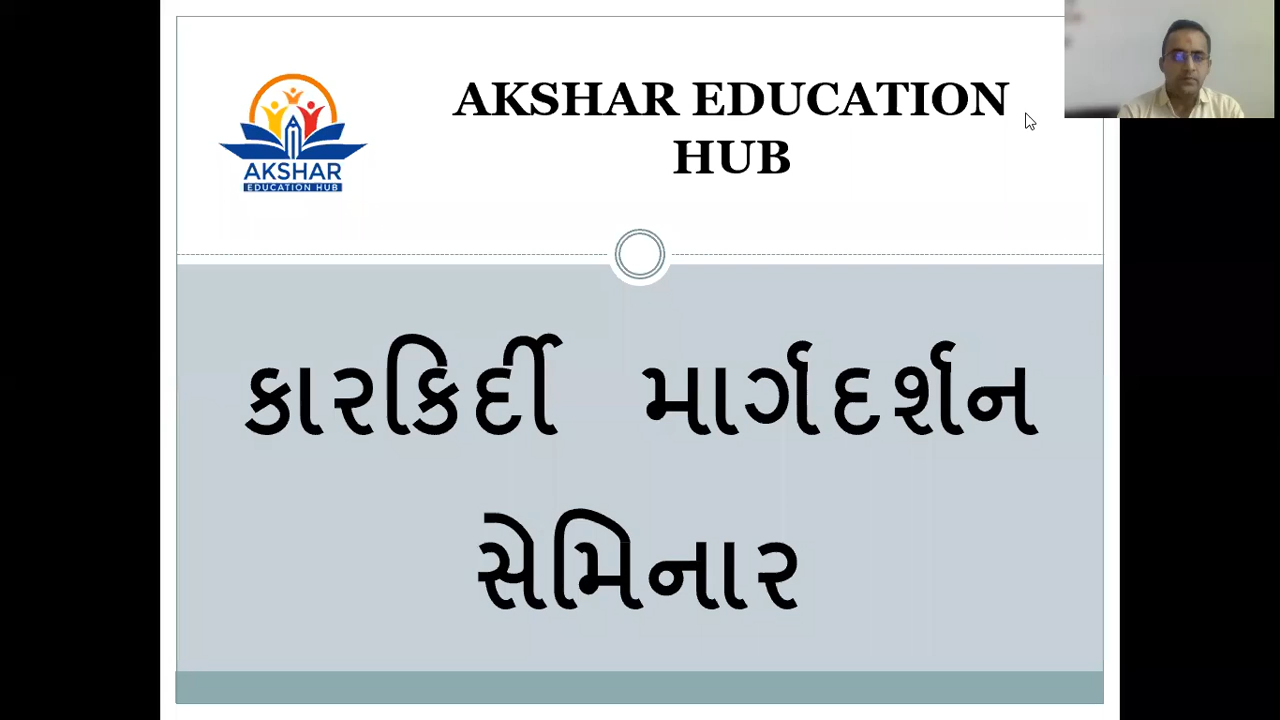 AKSHAR EDUCATION
HUB
AKSHAR
EDUCATION HUB
કારકિર્દી માર્ગદર્શન
સેમિનાર